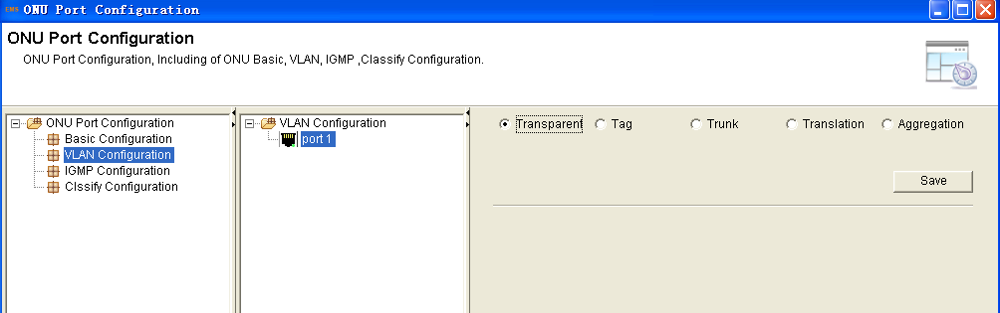 EMS ONU Port Configuration
ONU Port Configuration
ONU Port Configuration, Including of ONU Basic, VLAN, IGMP ,Classify Configuration.
ONU Port Configuration
Basic Configuration
VLAN Configuration
IGMP Configuration
Clssify Configuration
VLAN Configuration
port 1
Transparent Tag Trunk Translation Aggregation
Save